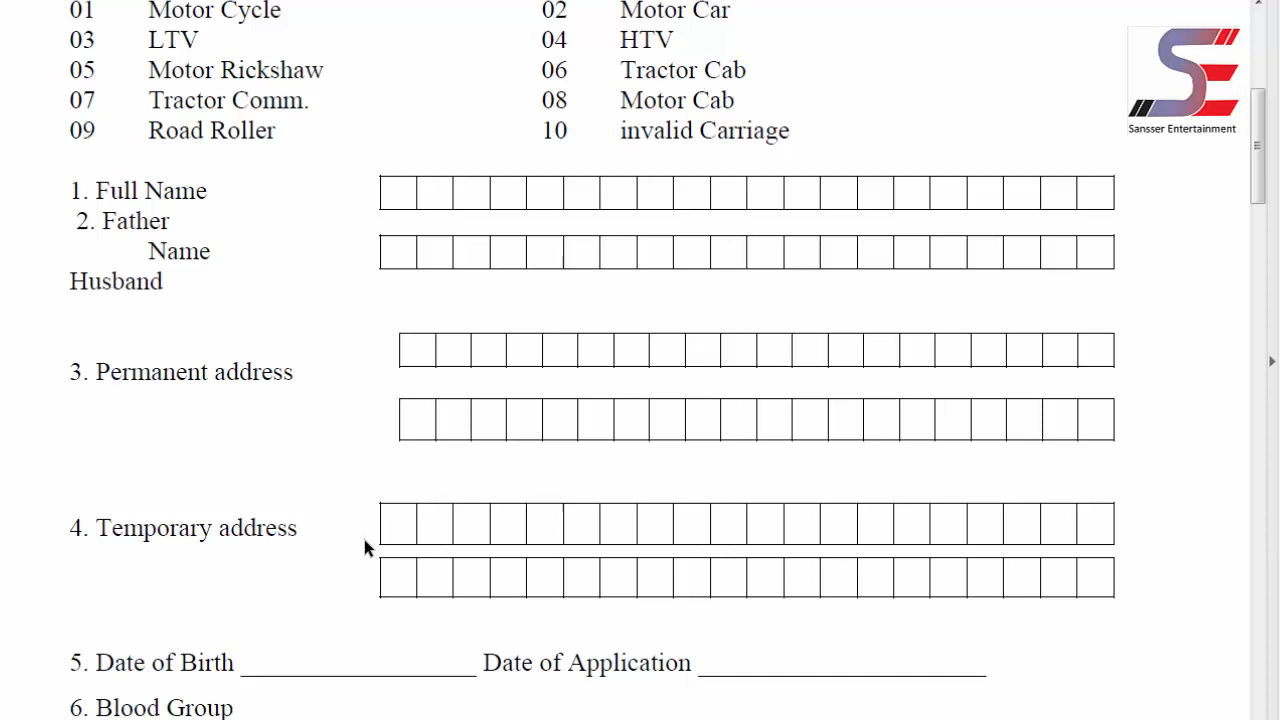 01 Motor Cycle 02 Motor Car
03 LTV 04 HTV
05 Motor Rickshaw 06 Tractor Cab
07 Tractor Comm. 08 Motor Cab
09 Road Roller 10 invalid Carriage
Sansser Entertainment
1. Full Name
2. Father
Name
Husband
3. Permanent address
4. Temporary address
5. Date of Birth __________________ Date of Application ______________________
6. Blood Group